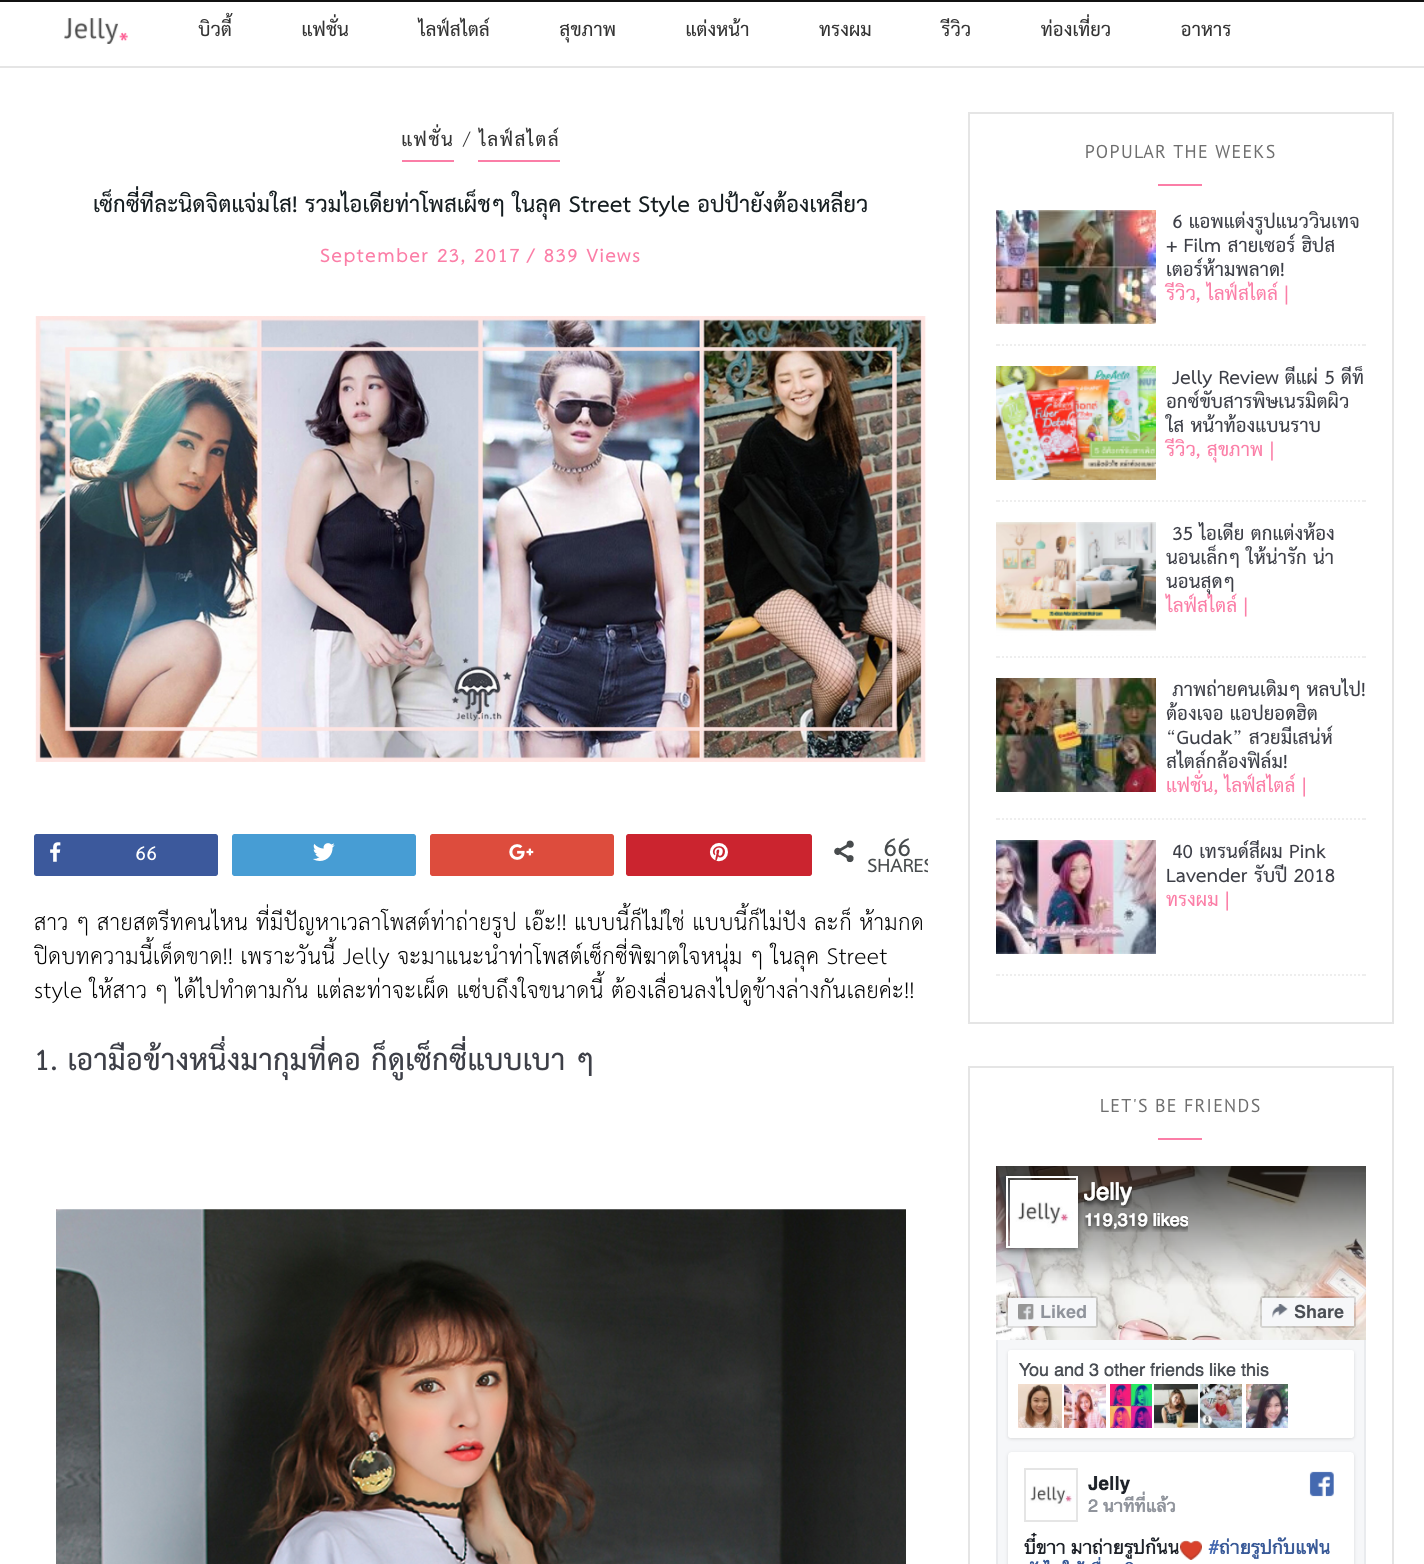 Jelly*
บิวตี้
แฟชั่น
ไลฟ์สไตล์
สุขภาพ
แต่งหน้า
ทรงผม
รีวิว
ท่องเที่ยว
อาหาร
แฟชั่น / ไลฟ์สไตล์
เซ็กซี่ทีละนิดจิตแจ่มใส! รวมไอเดียท่าโพสเผ็ชๆ ในลุค Street Style อปป้ายังต้องเหลียว
September 23, 2017 / 839 Views
Jelly.in.th
66
66
SHARES
สาว ๆ สายสตรีทคนไหน ที่มีปัญหาเวลาโพสต์ท่าถ่ายรูป เอ๊ะ!! แบบนี้ก็ไม่ใช่ แบบนี้ก็ไม่ปัง ละก็ ห้ามกด
ปิดบทความนี้เด็ดขาด!! เพราะวันนี้ Jelly จะมาแนะนำท่าโพสต์เซ็กซี่พิฆาตใจหนุ่ม ๆ ในลุค Street
style ให้สาว ๆ ได้ไปทำตามกัน แต่ละท่าจะเผ็ด แซ่บถึงใจขนาดนี้ ต้องเลื่อนลงไปดูข้างล่างกันเลยค่ะ!!
1. เอามือข้างหนึ่งมากุมที่คอ ก็ดูเซ็กซี่แบบเบา ๆ
POPULAR THE WEEKS
6 แอพแต่งรูปแนววินเทจ
+ Film สายเซอร์ ฮิปส
เตอร์ห้ามพลาด!
รีวิว, ไลฟ์สไตล์ |
Jelly Review ตีแผ่ 5 ดีท็
อกซ์ขับสารพิษเนรมิตผิว
ใส หน้าท้องแบนราบ
รีวิว, สุขภาพ |
35 ไอเดีย ตกแต่งห้อง
นอนเล็กๆ ให้น่ารัก น่า
นอนสุดๆ
ไลฟ์สไตล์ |
ภาพถ่ายคนเดิมๆ หลบไป!
ต้องเจอ แอปยอดฮิต
“Gudak” สวยมีเสน่ห์
สไตล์กล้องฟิล์ม!
แฟชั่น, ไลฟ์สไตล์ |
40 เทรนด์สีผม Pink
Lavender รับปี 2018
ทรงผม |
LET'S BE FRIENDS
Jelly*
Jelly
119,319 likes
Liked
Share
You and 3 other friends like this
Jelly*
Jelly
2 นาทีที่แล้ว
บี๋ขาา มาถ่ายรูปกันน❤ #ถ่ายรูปกับแฟน